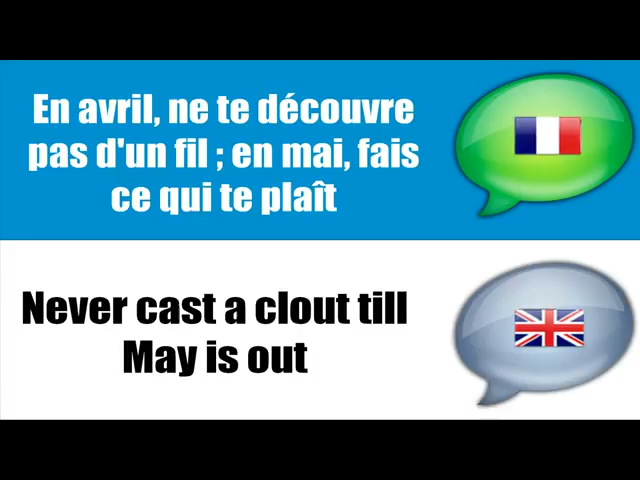 En avril, ne te découvre
pas d'un fil ; en mai, fais
ce qui te plaît
Never cast a clout till
May is out